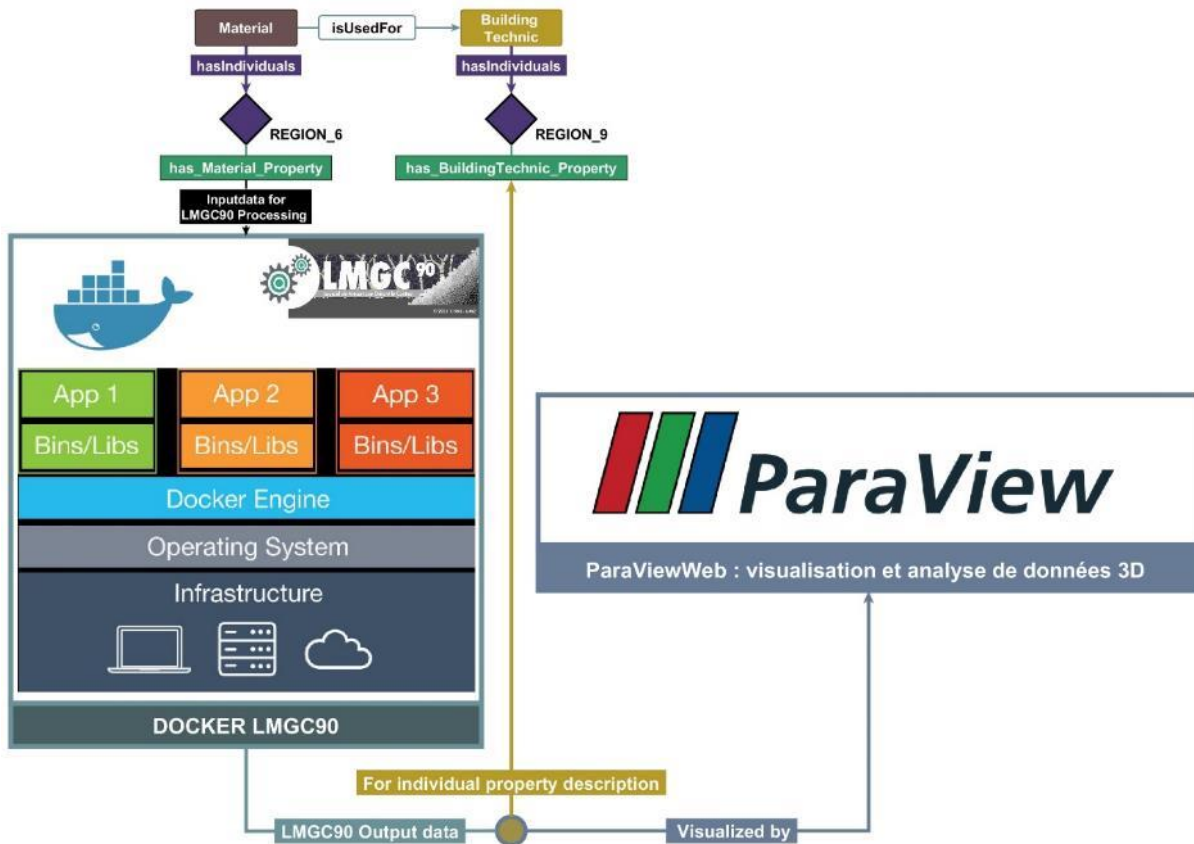 Material
isUsedFor
Building
Technic
hasIndividuals
hasIndividuals
REGION_6
REGION_9
has_Material_Property
has_BuildingTechnic_Property
Inputdata for
LMGC90 Processing
LMGC 90
App 1
App 2
App 3
Bins/Libs
Bins/Libs
Bins/Libs
Docker Engine
Operating System
Infrastructure
DOCKER LMGC90
ParaView
ParaViewWeb : visualisation et analyse de données 3D
For individual property description
LMGC90 Output data
Visualized by